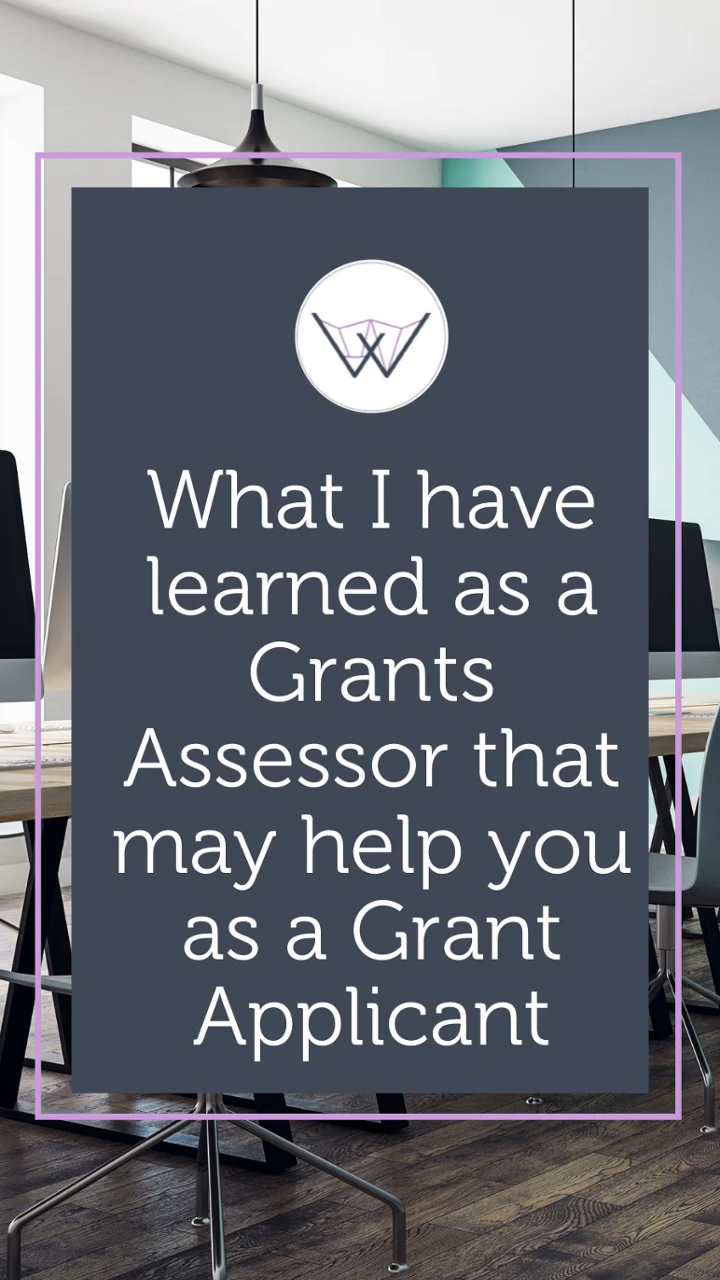 What I have
learned as a
Grants
Assessor that
may help you
as a Grant
Applicant